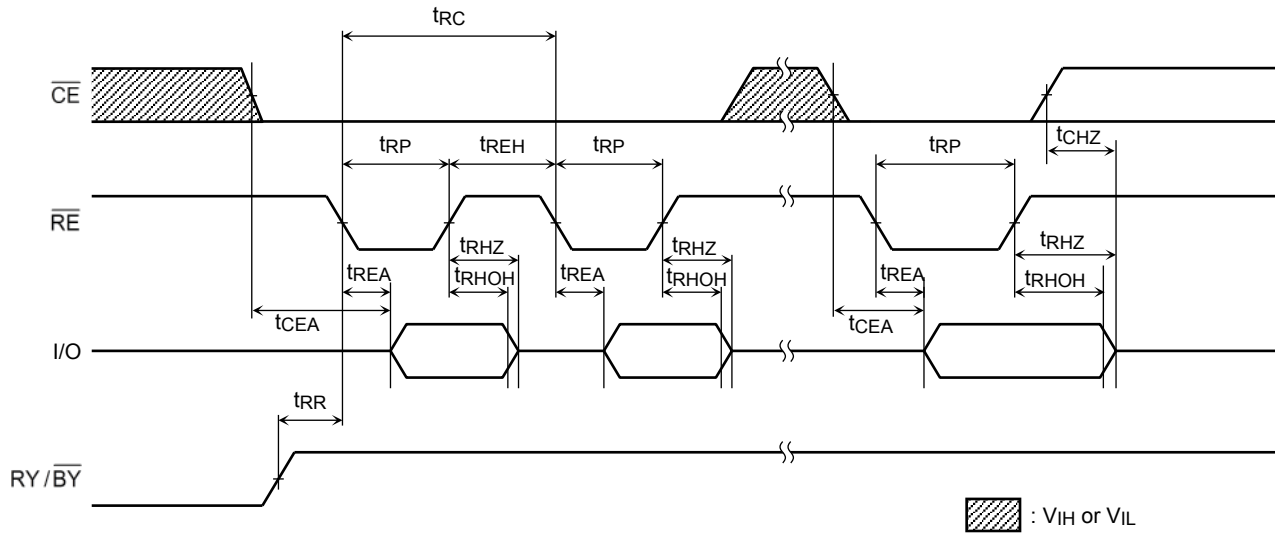 tRC
CE
tRP tREH tRP tRP tCHZ
RE
tRHZ tRHZ tRHZ
tREA tRHOH tREA tRHOH tREA tRHOH
tCEA tCEA
I/O
tRR
RY/BY
: VIH or VIL